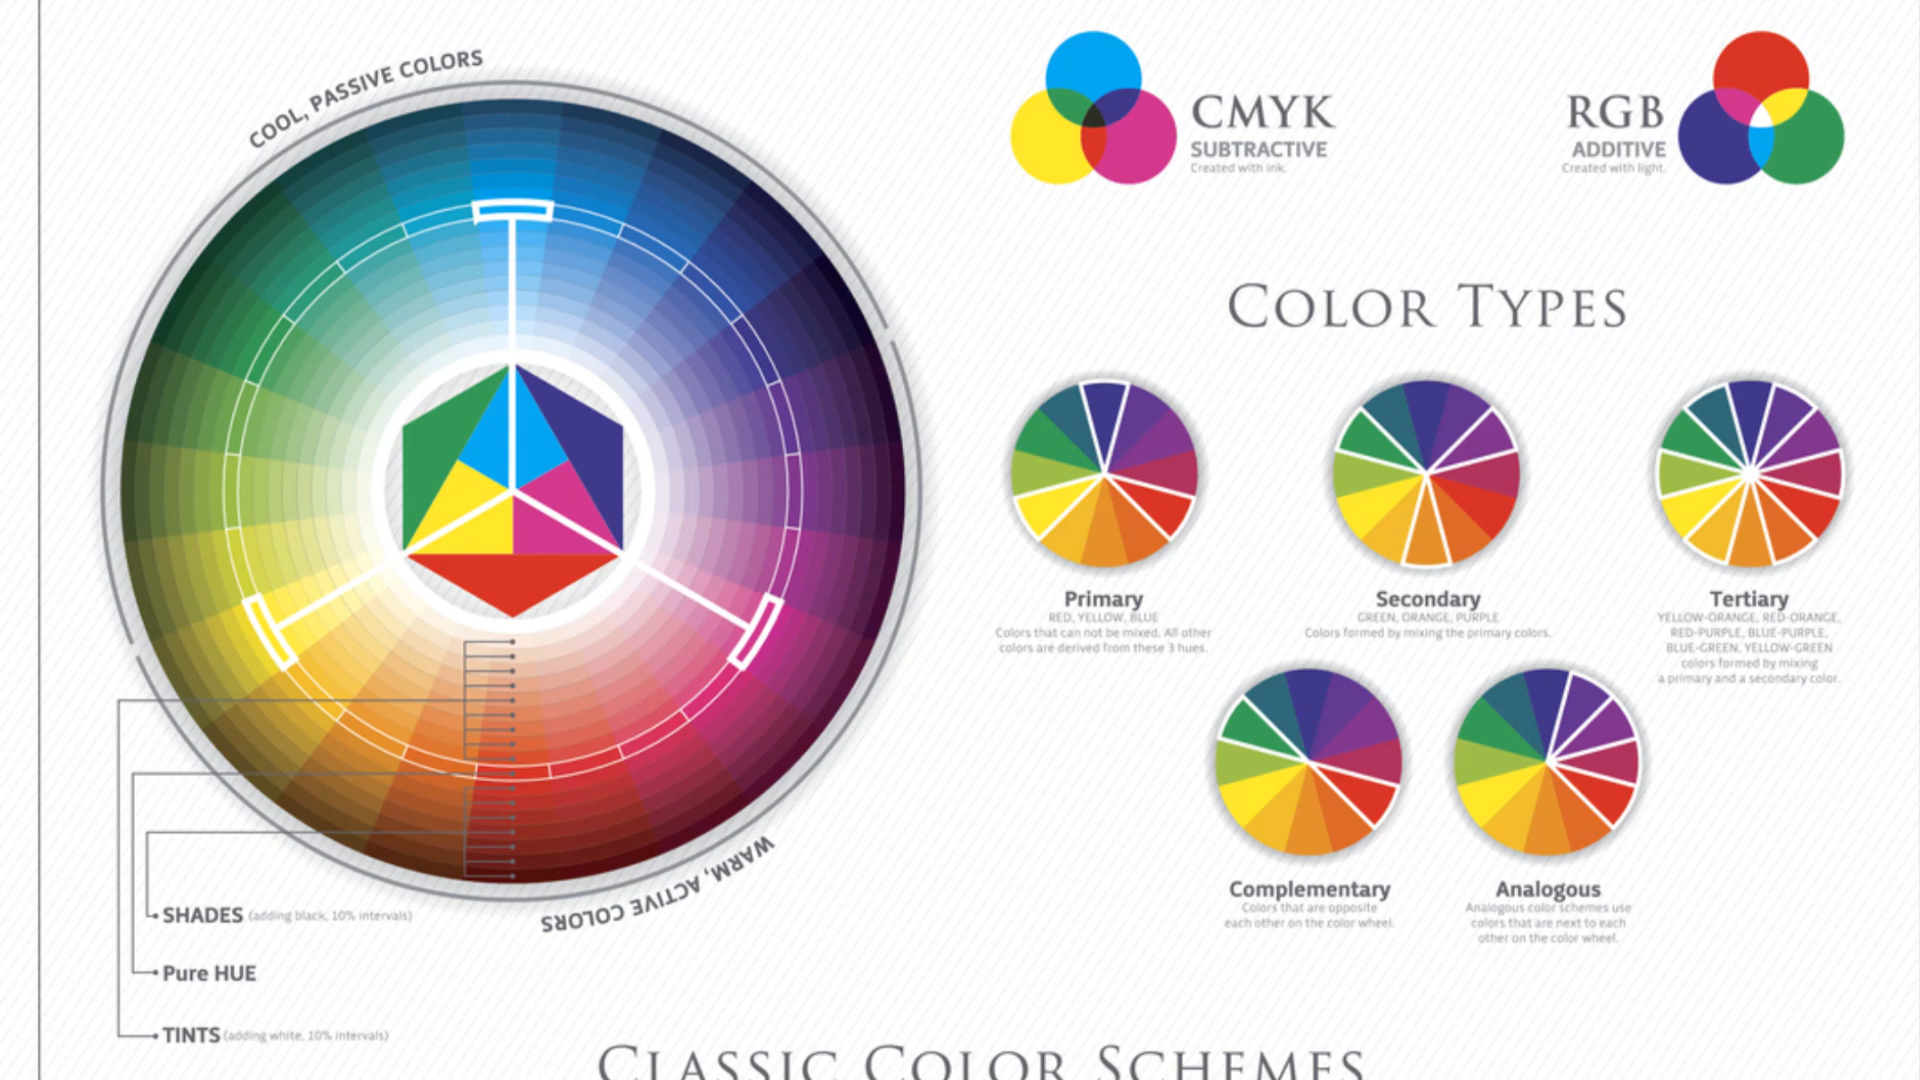 COOL, PASSIVE COLORS
WARM, ACTIVE COLORS
SHADES (adding black, 10% intervals)
Pure HUE
TINTS (adding white, 10% intervals)
CMYK
SUBTRACTIVE
Created with ink.
RGB
ADDITIVE
Created with light.
COLOR TYPES
Primary
RED, YELLOW, BLUE
Colors that can not be mixed. All other
colors are derived from these 3 hues.
Secondary
GREEN, ORANGE, PURPLE
Colors formed by mixing the primary colors.
Tertiary
YELLOW-ORANGE, RED-ORANGE,
RED-PURPLE, BLUE-PURPLE,
BLUE-GREEN, YELLOW-GREEN
colors formed by mixing
a primary and a secondary color.
Complementary
Colors that are opposite
each other on the color wheel.
Analogous
Analogous color schemes use
colors that are next to each
other on the color wheel.
CLASSIC COLOR SCHEMES